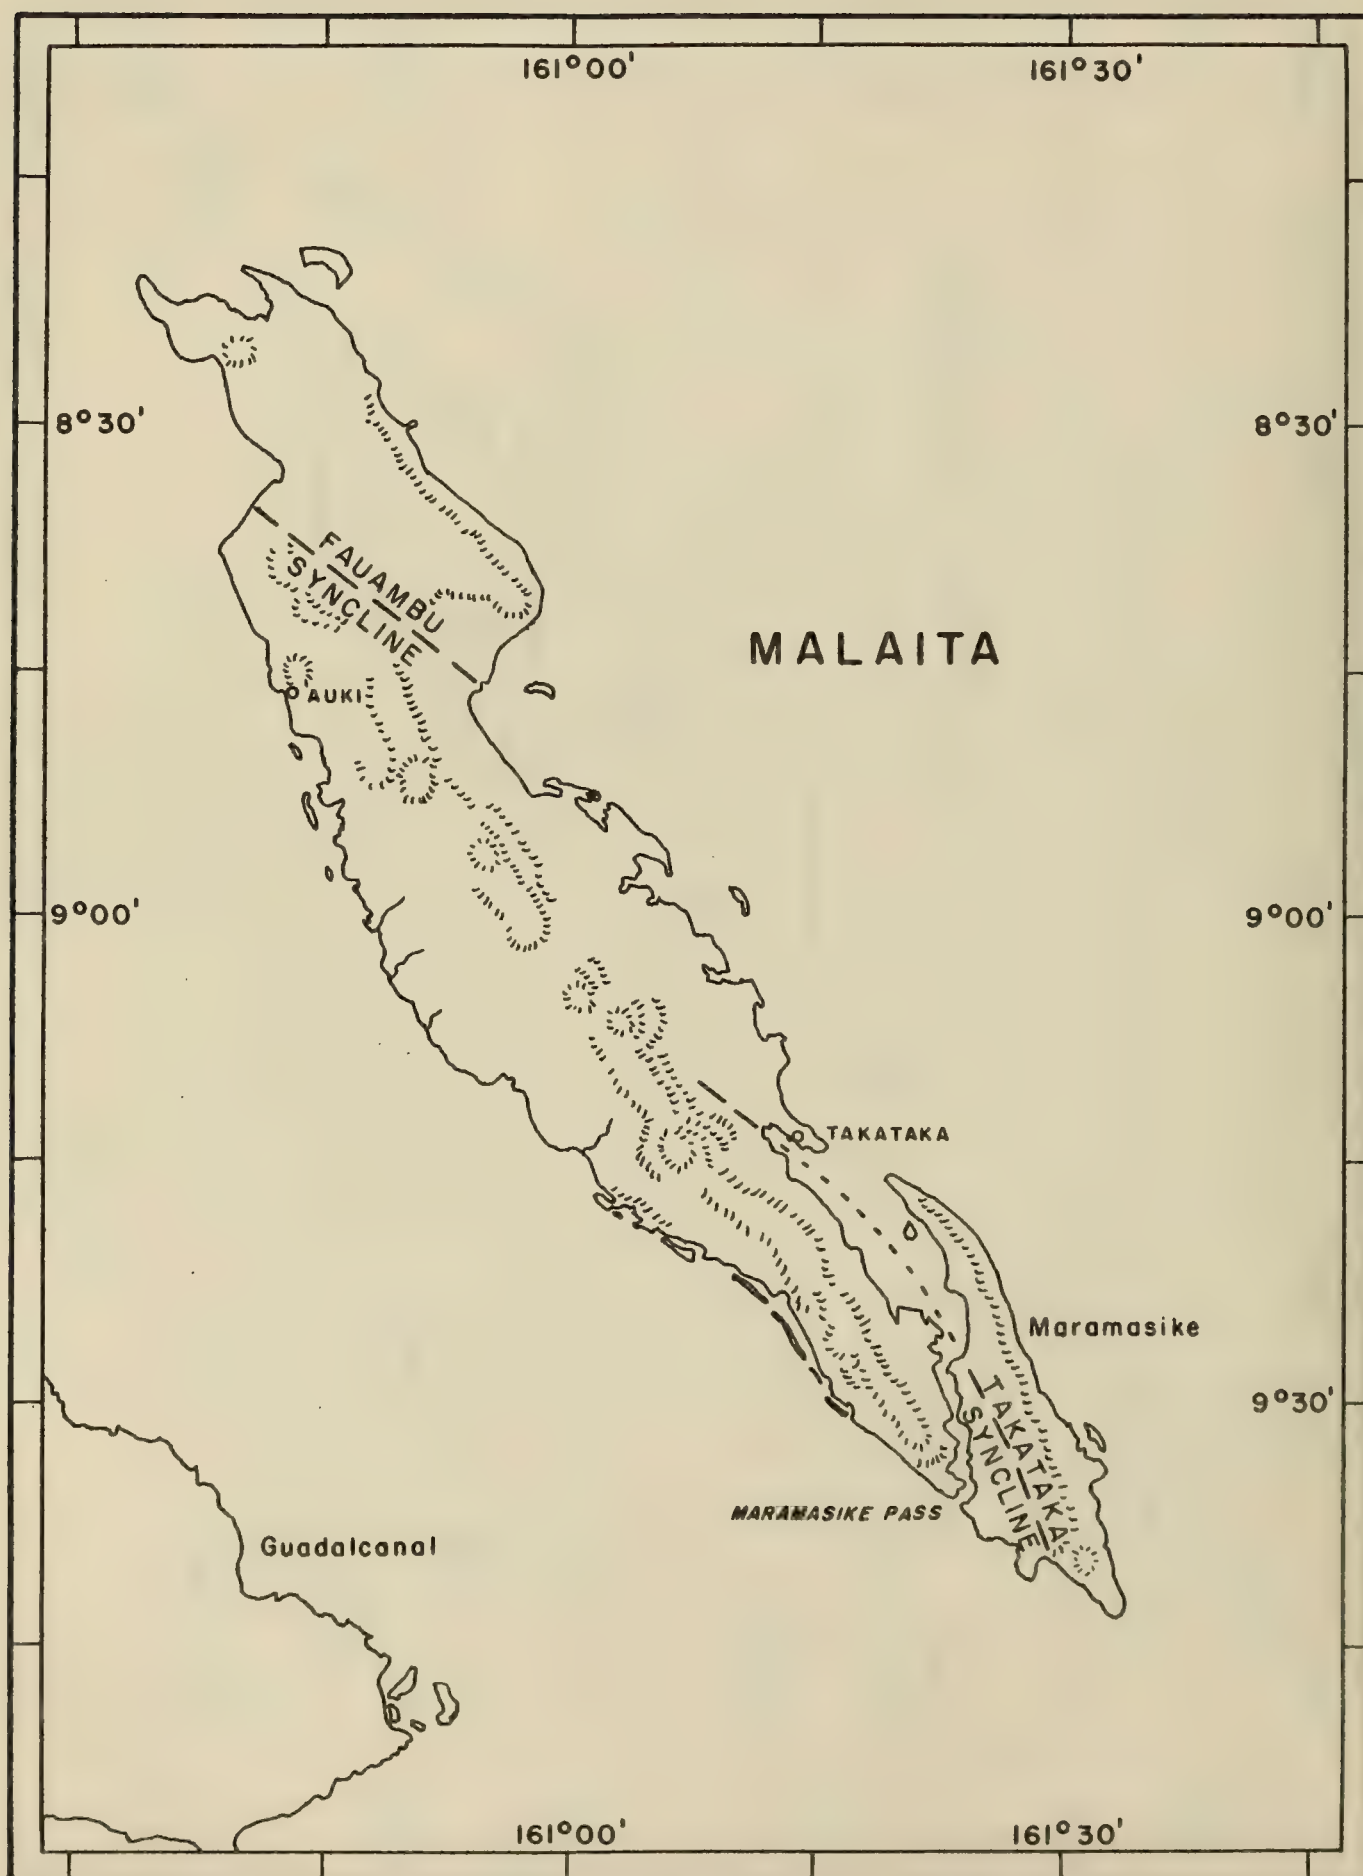 161°00'
161°30'
8°30'
8°30'
FAUAMBU
SYNCLINE
MALAITA
AUKI
9°00'
9°00'
TAKATAKA
Maramasike
9°30'
TAKATAKA
SYNCLINE
MARAMASIKE PASS
Guadalcanal
161°00'
161°30'